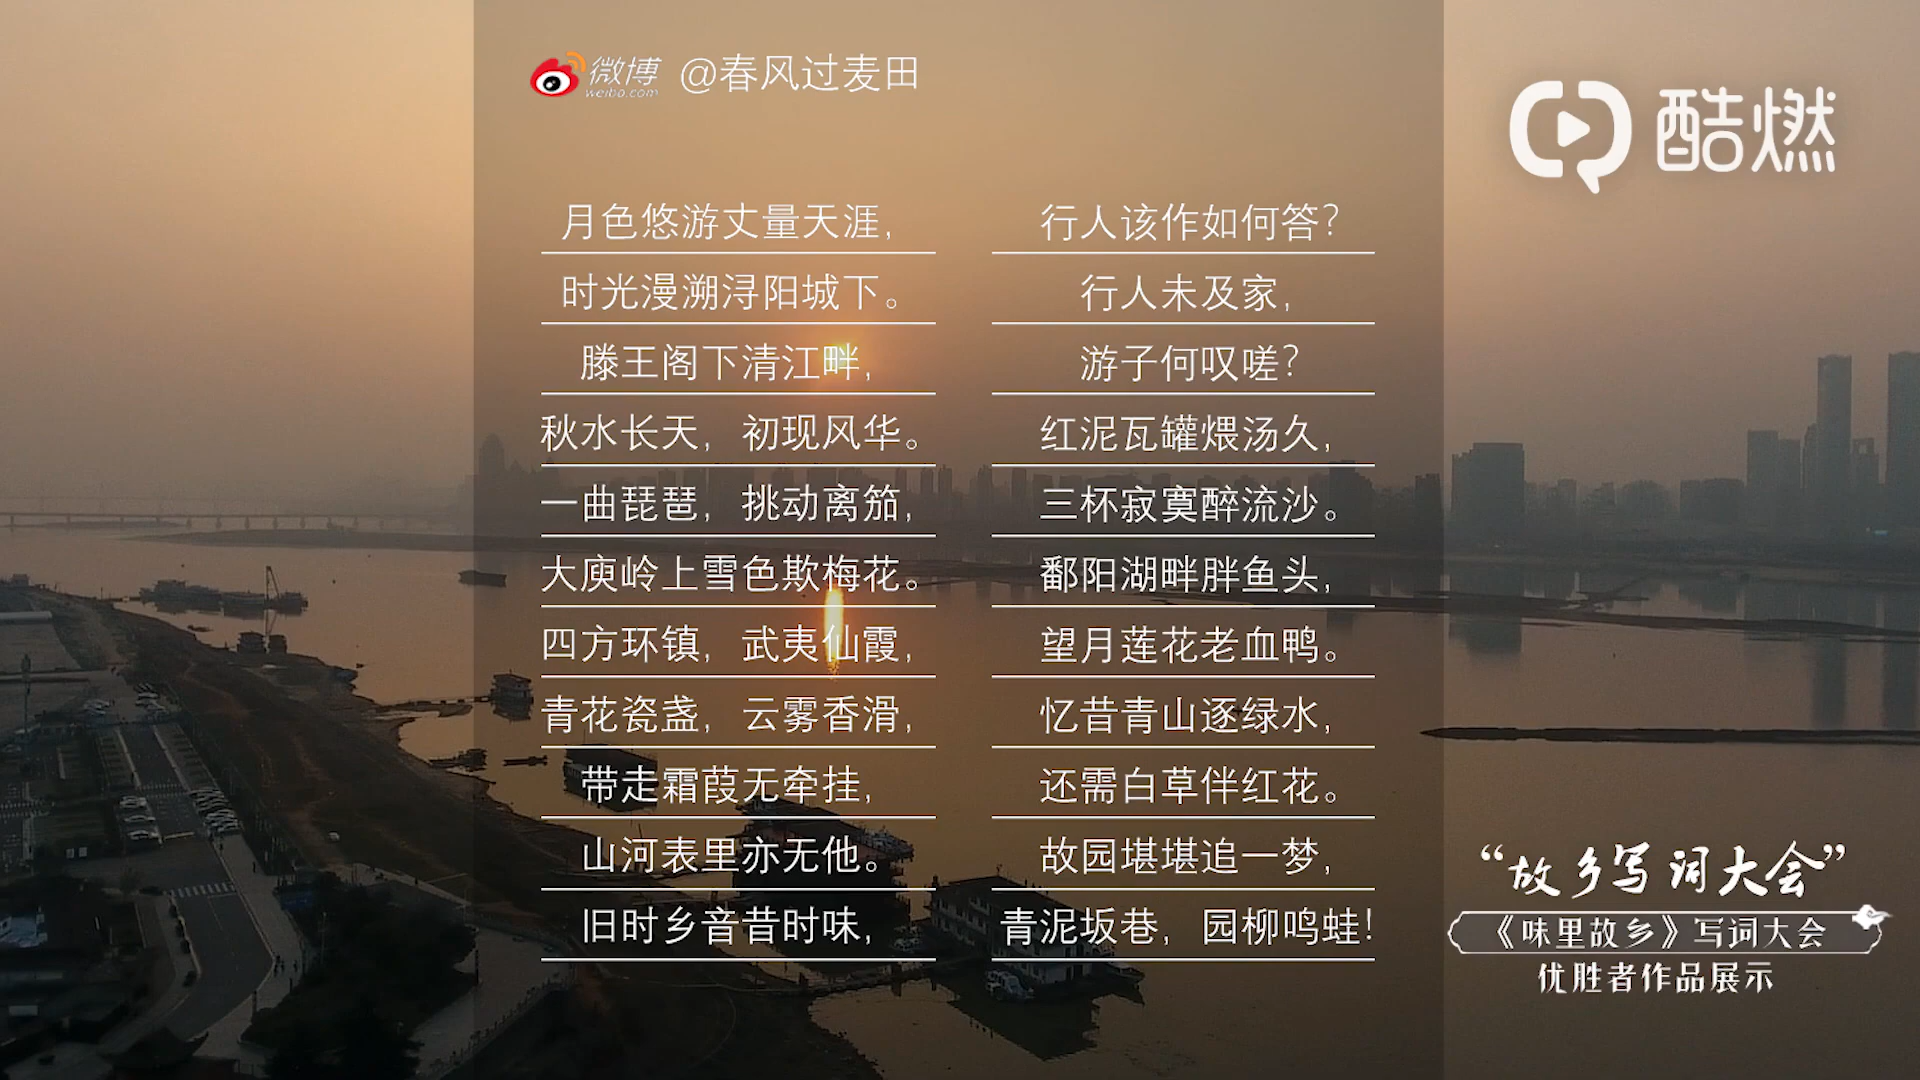 微博
weibo.com
@春风过麦田
酷燃
月色悠游丈量天涯,
时光漫溯浔阳城下。
滕王阁下清江畔,
秋水长天, 初现风华。
一曲琵琶, 挑动离笳,
大庾岭上雪色欺梅花。
四方环镇, 武夷仙霞,
青花瓷盏, 云雾香滑,
带走霜葭无牵挂,
山河表里亦无他。
旧时乡音昔时味,
行人该作如何答?
行人未及家,
游子何叹嗟?
红泥瓦罐煨汤久,
三杯寂寞醉流沙。
鄱阳湖畔胖鱼头,
望月莲花老血鸭。
忆昔青山逐绿水,
还需白草伴红花。
故园堪堪追一梦,
青泥坂巷, 园柳鸣蛙!
“故乡写词大会”
《味里故乡》写词大会
优胜者作品展示